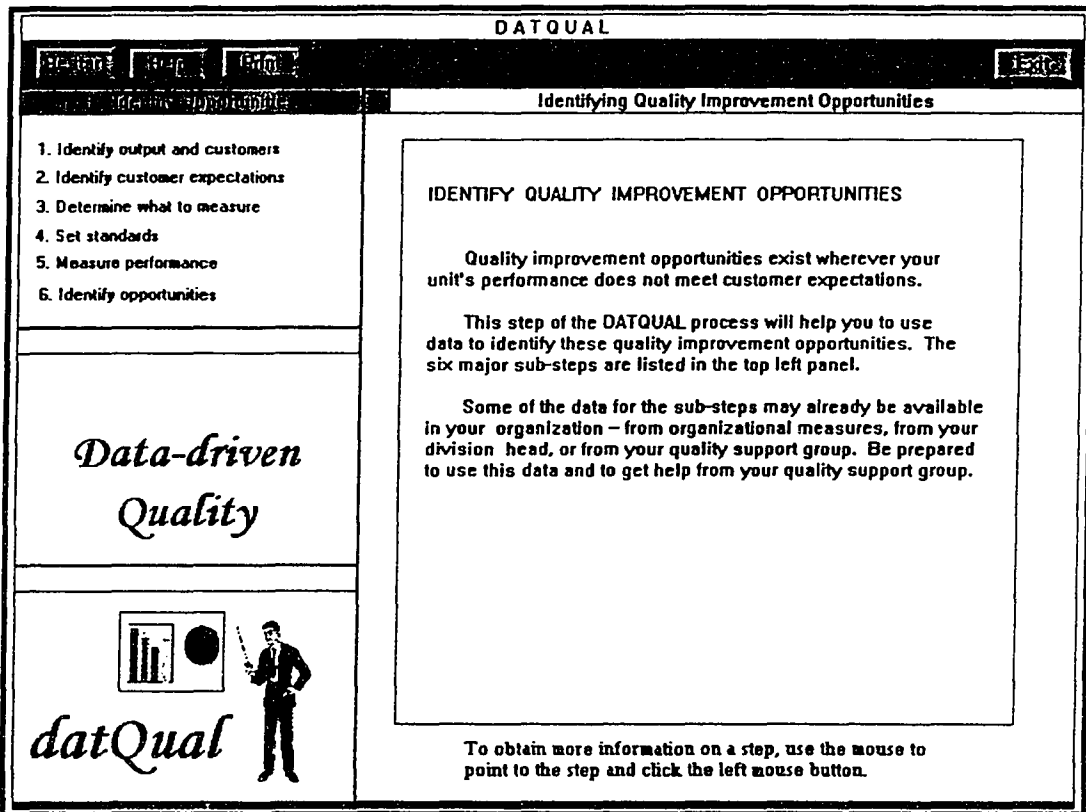 DATQUAL
Restart Help Print Exit
Identify opportunities
Identifying Quality Improvement Opportunities
1. Identify output and customers
2. Identify customer expectations
3. Determine what to measure
4. Set standards
5. Measure performance
6. Identify opportunities
Data-driven
Quality
datQual
IDENTIFY QUALITY IMPROVEMENT OPPORTUNITIES
Quality improvement opportunities exist wherever your
unit's performance does not meet customer expectations.
This step of the DATQUAL process will help you to use
data to identify these quality improvement opportunities. The
six major sub-steps are listed in the top left panel.
Some of the data for the sub-steps may already be available
in your organization – from organizational measures, from your
division head, or from your quality support group. Be prepared
to use this data and to get help from your quality support group.
To obtain more information on a step, use the mouse to
point to the step and click the left mouse button.